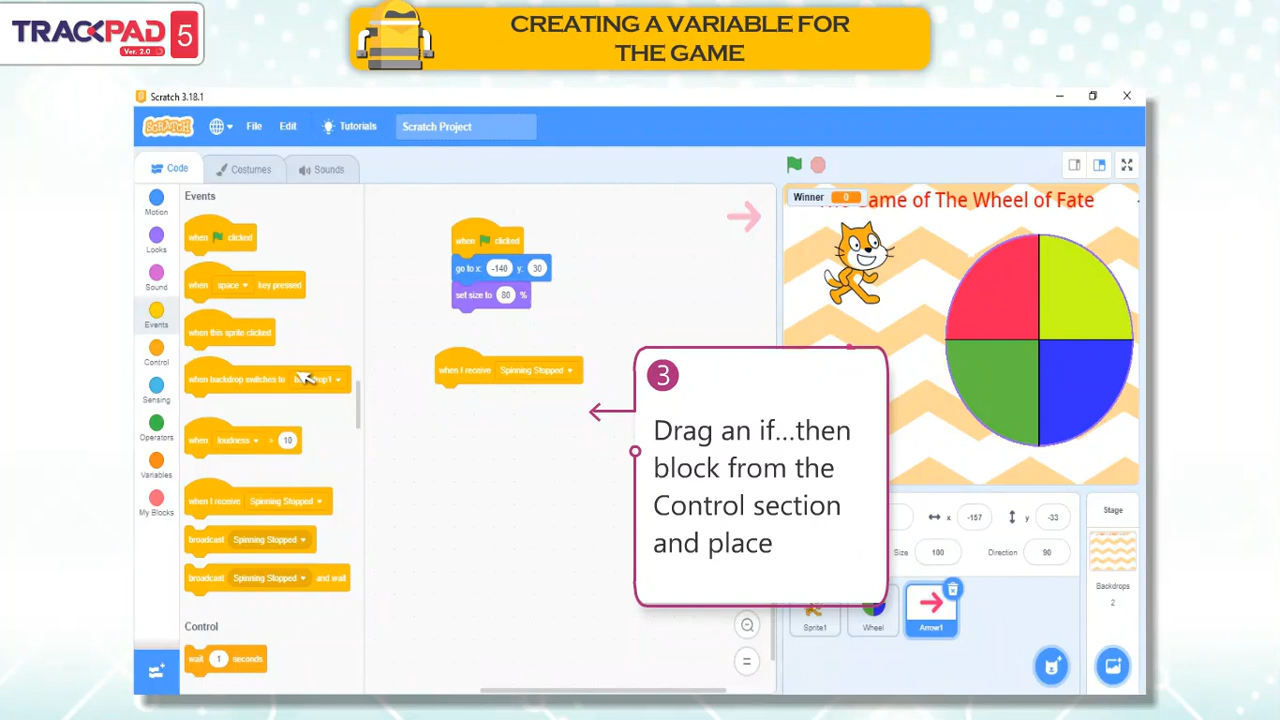 TRACKPAD 5
Ver. 2.0
CREATING A VARIABLE FOR
THE GAME
Scratch 3.18.1
SCRATCH
File
Edit
Tutorials
Scratch Project
Code
Costumes
Sounds
Motion
Looks
Sound
Events
Control
Sensing
Operators
Variables
My Blocks
Events
when clicked
when space key pressed
when this sprite clicked
when backdrop switches to
when loudness > 10
when I receive Spinning Stopped
broadcast Spinning Stopped
broadcast Spinning Stopped and wait
Control
wait 1 seconds
when clicked
go to x: -140 y: 30
set size to 80 %
when I receive Spinning Stopped
3
Drag an if...then
block from the
Control section
and place
Winner 0
Game of The Wheel of Fate
x -157 y -33
Size 100 Direction 90
Sprite1
Wheel
Arrow1
Stage
Backdrops
2